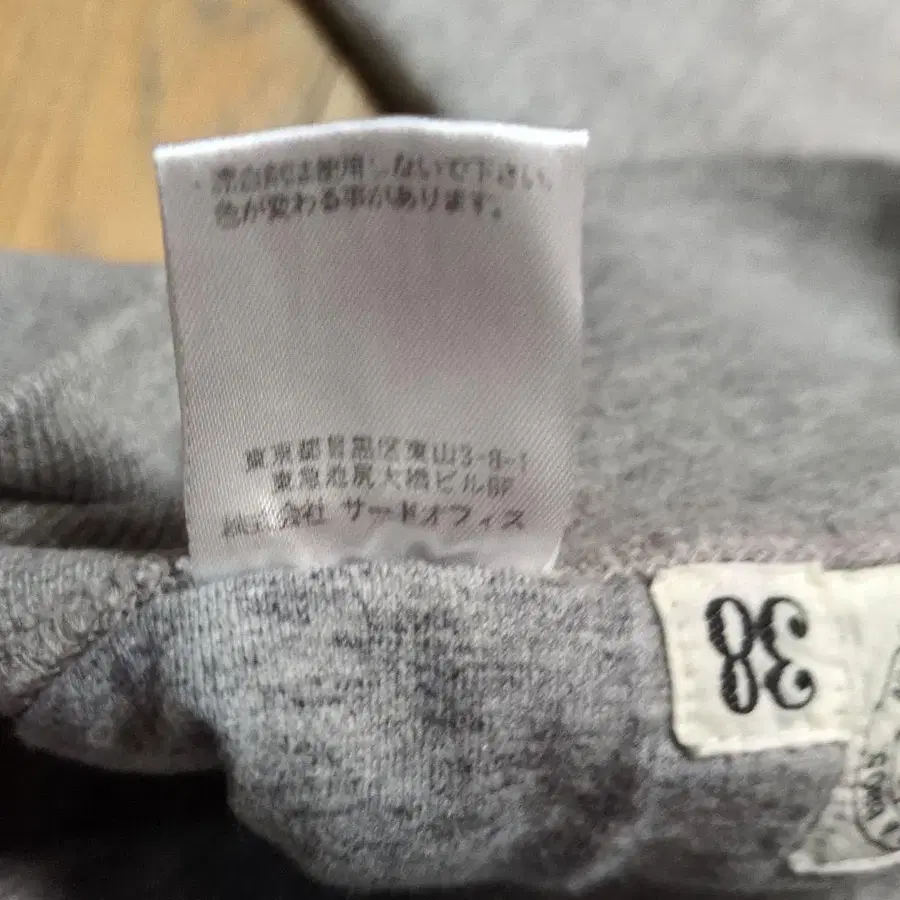 ・漂白剤は使用しないで下さい。
色が変わる事があります。
東京都目黒区東山3-8-1
東急池尻大橋ビル6F
株式会社 サードオフィス
38